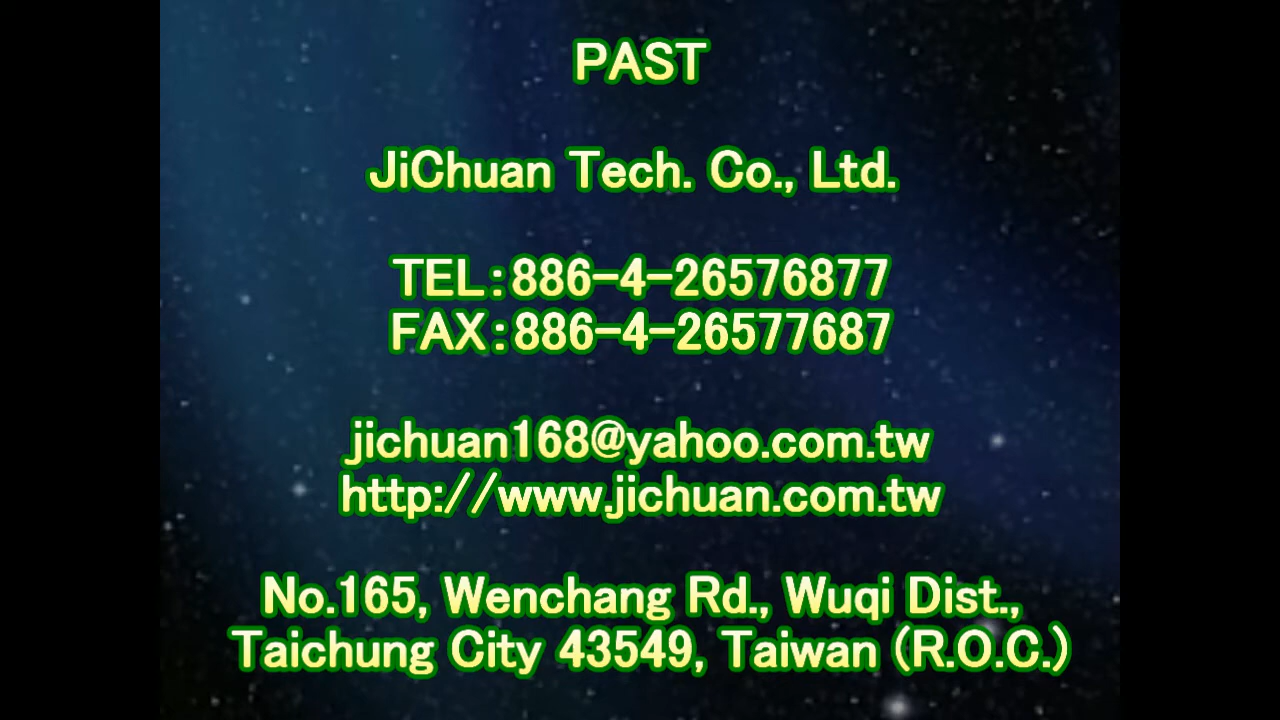 PAST
JiChuan Tech. Co., Ltd.
TEL:886-4-26576877
FAX:886-4-26577687
jichuan168@yahoo.com.tw
http://www.jichuan.com.tw
No.165, Wenchang Rd., Wuqi Dist.,
Taichung City 43549, Taiwan (R.O.C.)